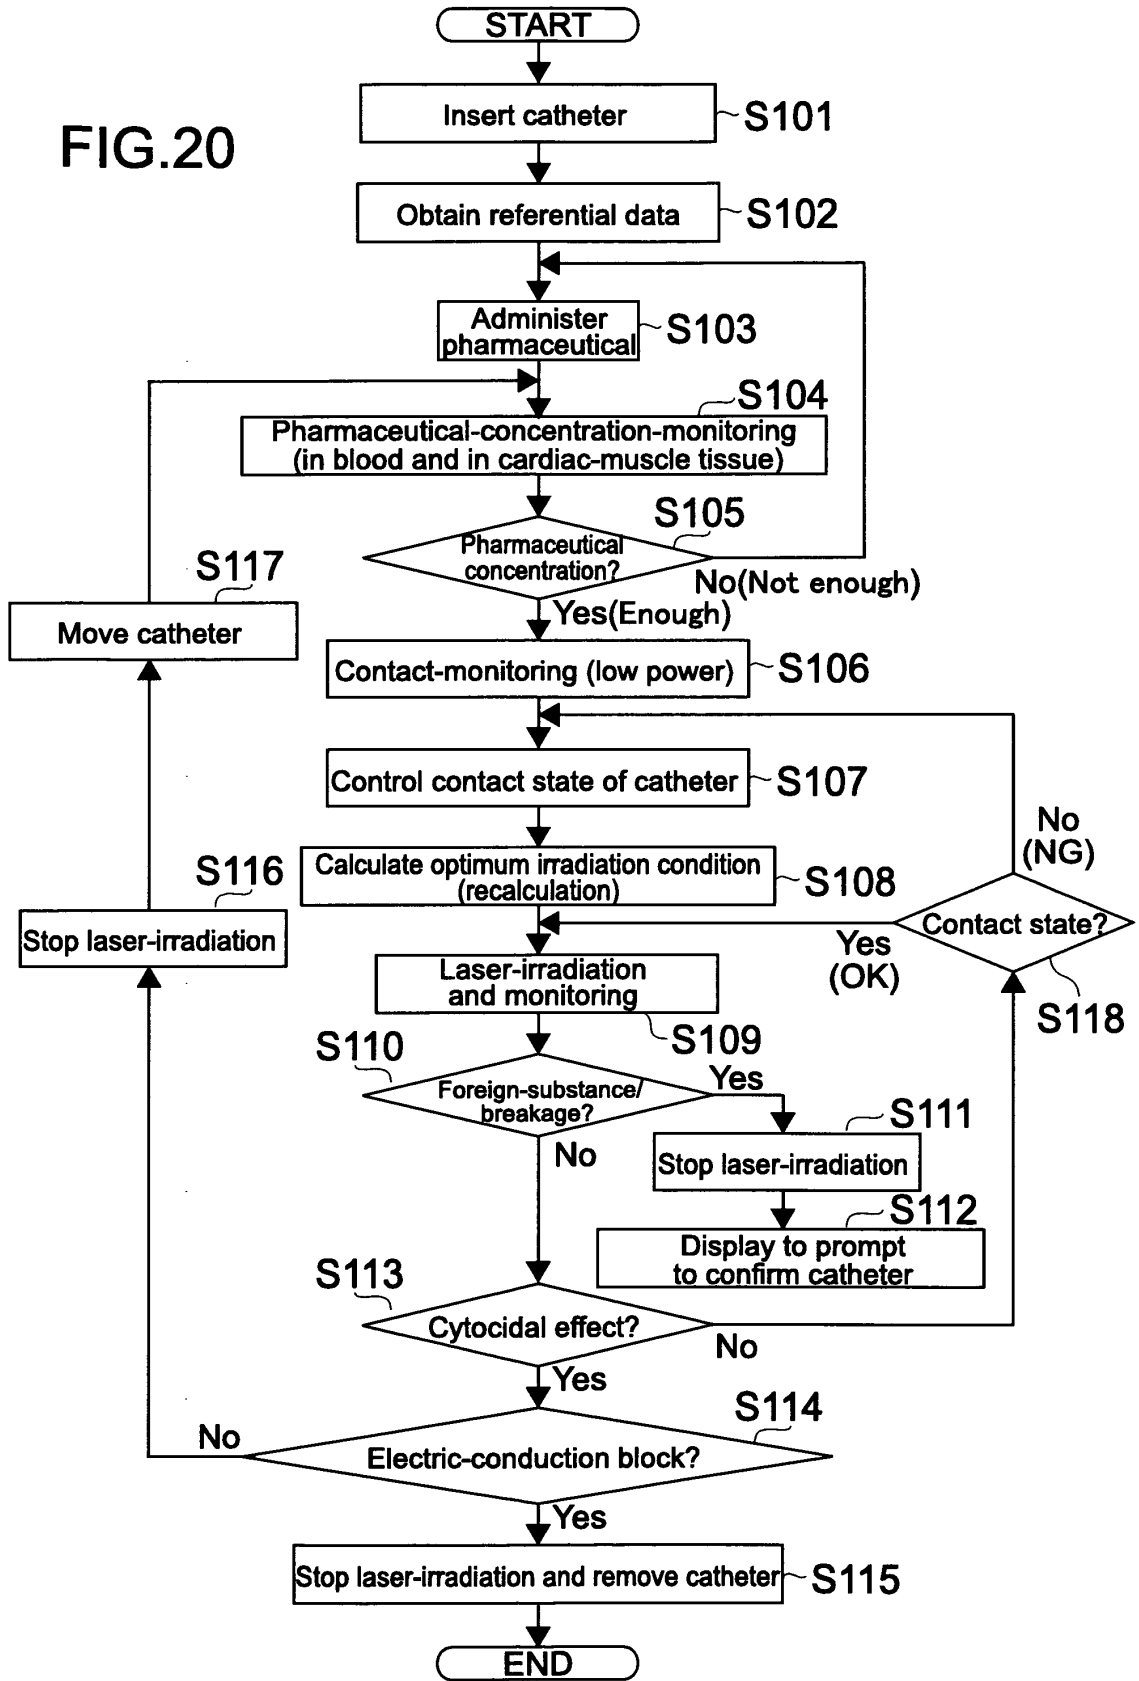 START
Insert catheter
S101
FIG.20
Obtain referential data
S102
Administer
pharmaceutical
S103
S104
Pharmaceutical-concentration-monitoring
(in blood and in cardiac-muscle tissue)
S105
Pharmaceutical
concentration?
No(Not enough)
Yes(Enough)
S117
Move catheter
Contact-monitoring (low power)
S106
Control contact state of catheter
S107
No
(NG)
Calculate optimum irradiation condition
(recalculation)
S108
S116
Stop laser-irradiation
Contact state?
Yes
(OK)
S118
Laser-irradiation
and monitoring
S109
S110
Foreign-substance/
breakage?
Yes
No
S111
Stop laser-irradiation
S112
Display to prompt
to confirm catheter
S113
Cytocidal effect?
No
Yes
S114
Electric-conduction block?
No
Yes
Stop laser-irradiation and remove catheter
S115
END